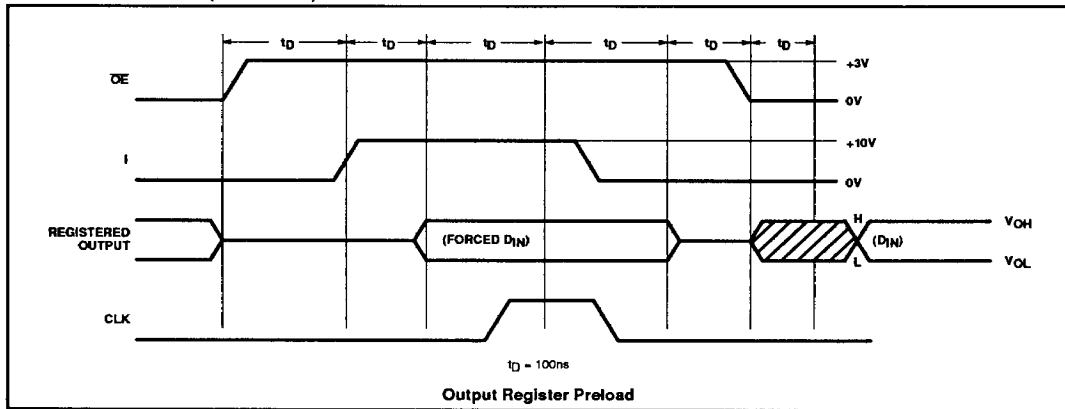 tD tD tD tD tD tD
OE +3V
0V
I +10V
0V
REGISTERED OUTPUT (FORCED DIN) H (DIN) VOH
L VOL
CLK
tD = 100ns
Output Register Preload